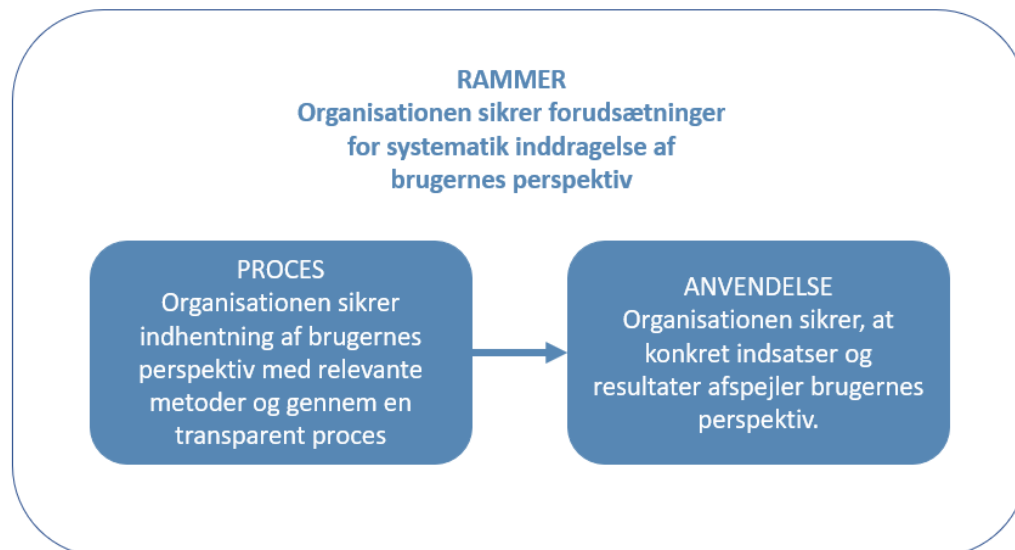 RAMMER
Organisationen sikrer forudsætninger
for systematik inddragelse af
brugernes perspektiv
PROCES
Organisationen sikrer
indhentning af brugernes
perspektiv med relevante
metoder og gennem en
transparent proces
ANVENDELSE
Organisationen sikrer, at
konkret indsatser og
resultater afspejler brugernes
perspektiv.